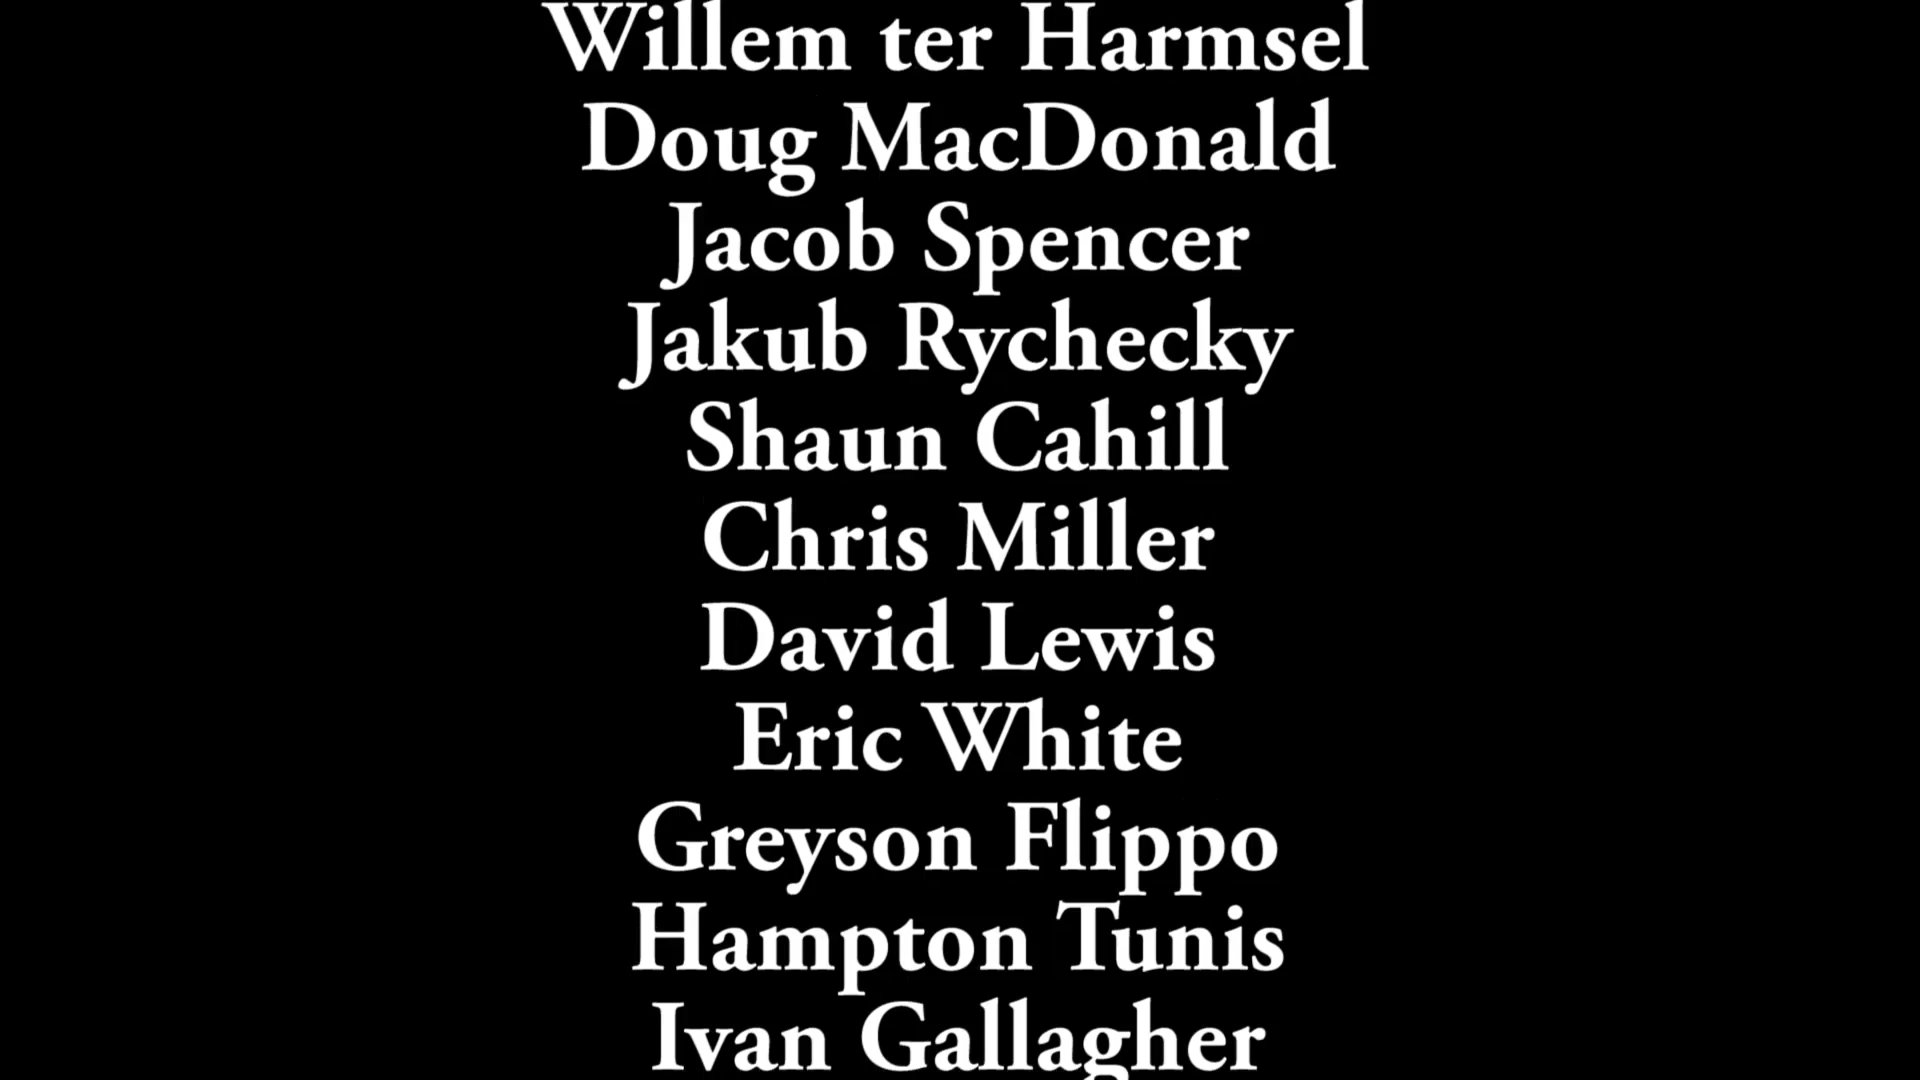 Willem ter Harmsel
Doug MacDonald
Jacob Spencer
Jakub Rychecky
Shaun Cahill
Chris Miller
David Lewis
Eric White
Greyson Flippo
Hampton Tunis
Ivan Gallagher